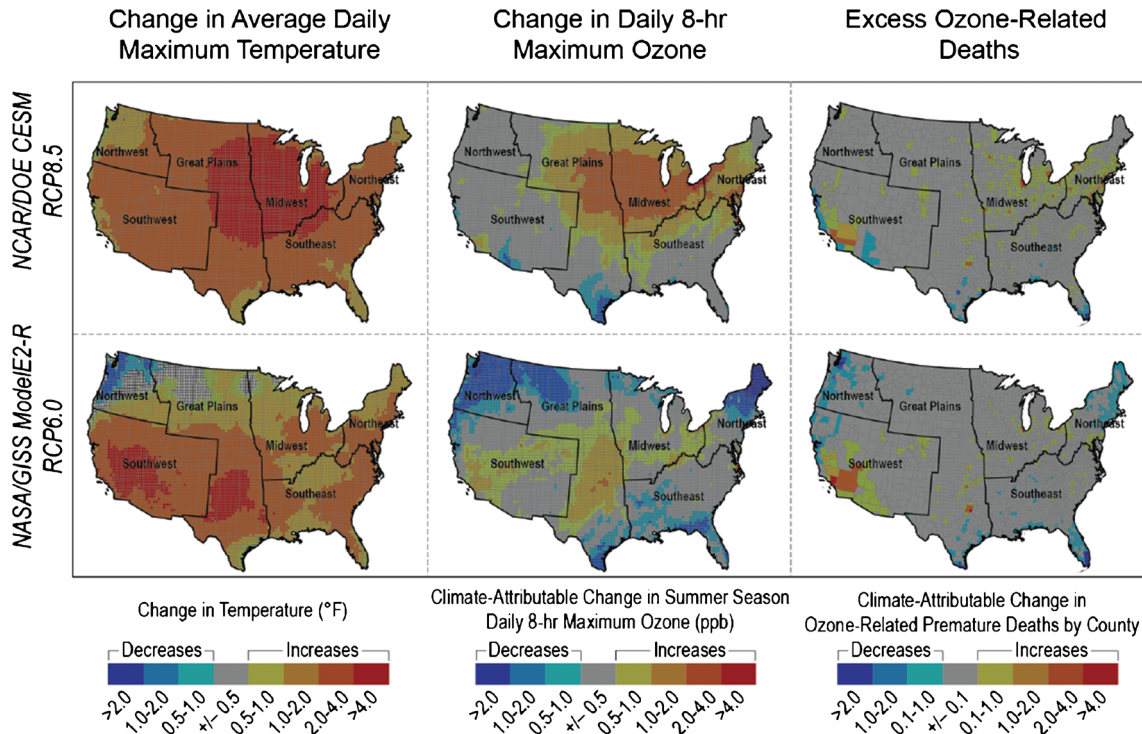 Change in Average Daily
Maximum Temperature
Change in Daily 8-hr
Maximum Ozone
Excess Ozone-Related
Deaths
NCAR/DOE CESM
RCP8.5
Northwest
Great Plains
Midwest
Northeast
Southwest
Southeast
Northwest
Great Plains
Midwest
Northeast
Southwest
Southeast
Northwest
Great Plains
Midwest
Northeast
Southwest
Southeast
NASA/GISS ModelE2-R
RCP6.0
Northwest
Great Plains
Midwest
Northeast
Southwest
Southeast
Northwest
Great Plains
Midwest
Northeast
Southwest
Southeast
Northwest
Great Plains
Midwest
Northeast
Southwest
Southeast
Change in Temperature (°F)
Decreases Increases
>2.0 1.0-2.0 0.5-1.0 +/- 0.5 0.5-1.0 1.0-2.0 2.0-4.0 >4.0
Climate-Attributable Change in Summer Season
Daily 8-hr Maximum Ozone (ppb)
Decreases Increases
>2.0 1.0-2.0 0.5-1.0 +/- 0.5 0.5-1.0 1.0-2.0 2.0-4.0 >4.0
Climate-Attributable Change in
Ozone-Related Premature Deaths by County
Decreases Increases
>2.0 1.0-2.0 0.1-1.0 +/- 0.1 0.1-1.0 1.0-2.0 2.0-4.0 >4.0